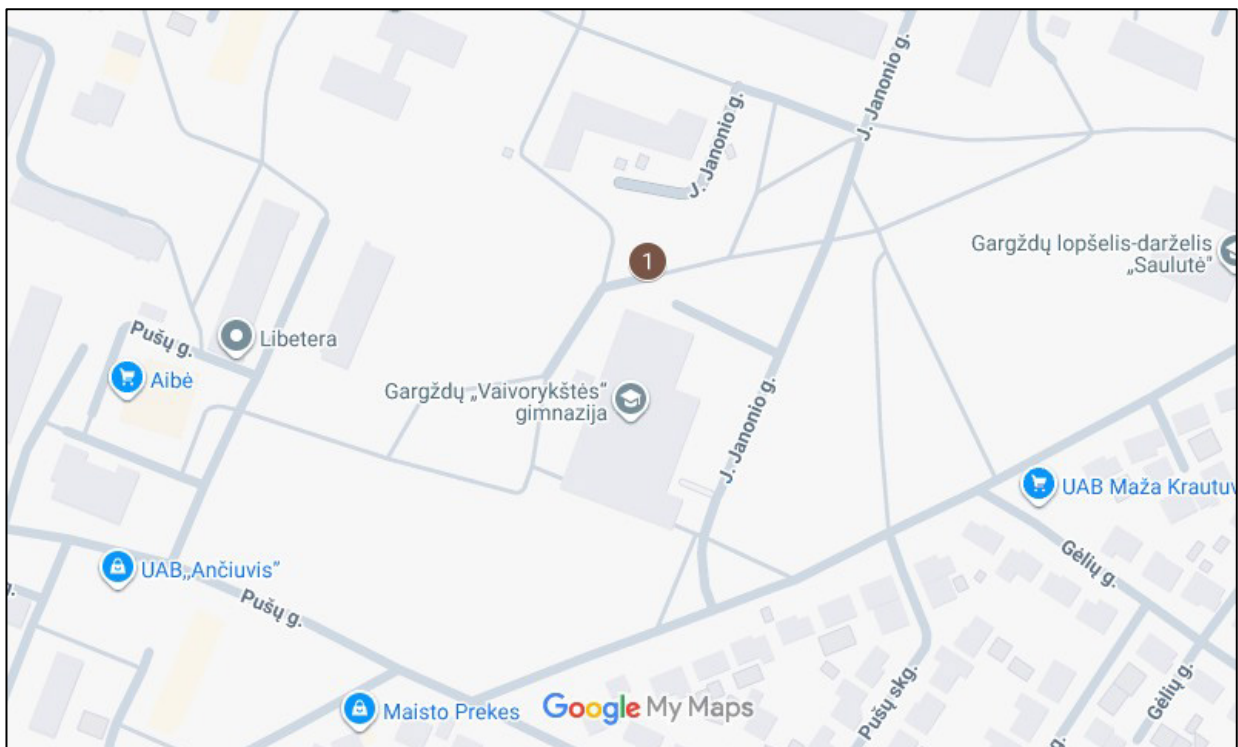 J. Janonio g.
J. Janonio g.
1
Gargždų lopšelis-darželis
„Saulutė“
Pušų g.
Libetera
Aibė
Gargždų „Vaivorykštės“
gimnazija
J. Janonio g.
UAB Maža Krautuv
UAB„Ančiuvis”
Gėlių g.
Pušų g.
Gėlių g.
Pušų skg.
Maisto Prekes
Google My Maps